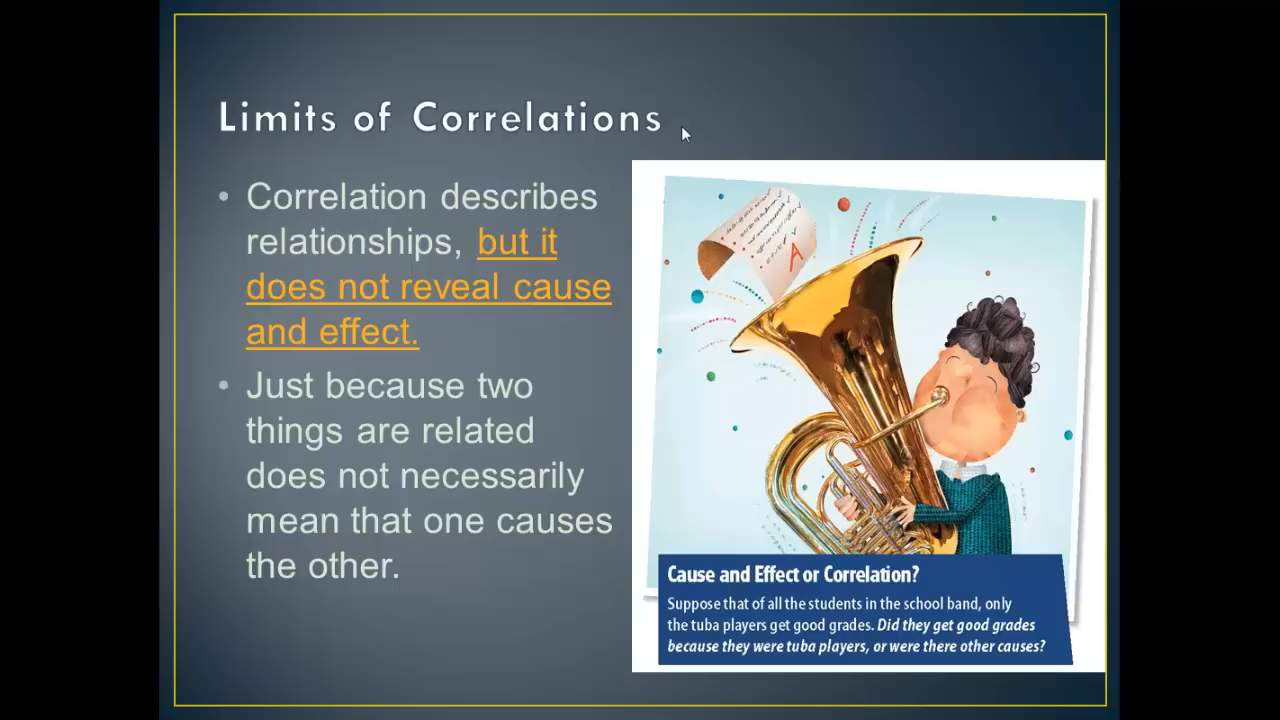 Limits of Correlations
• Correlation describes
relationships, but it
does not reveal cause
and effect.
• Just because two
things are related
does not necessarily
mean that one causes
the other.
A
Cause and Effect or Correlation?
Suppose that of all the students in the school band, only
the tuba players get good grades. Did they get good grades
because they were tuba players, or were there other causes?